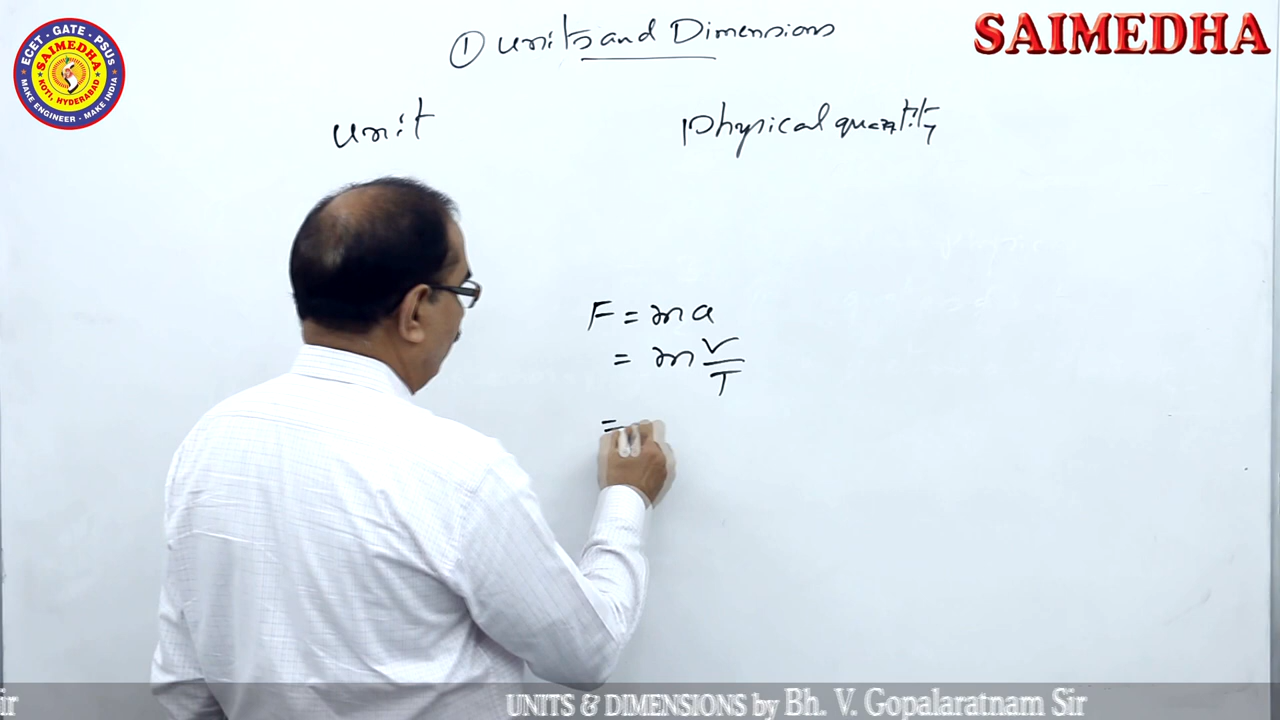 ECET - GATE - PSUS
SAIMEDHA
KOTI, HYDERABAD
MAKE ENGINEER - MAKE INDIA
SAIMEDHA
① Units and Dimensions
unit
physical quantity
F = ma
= m V/T
=
ir
UNITS & DIMENSIONS by Bh. V. Gopalaratnam Sir